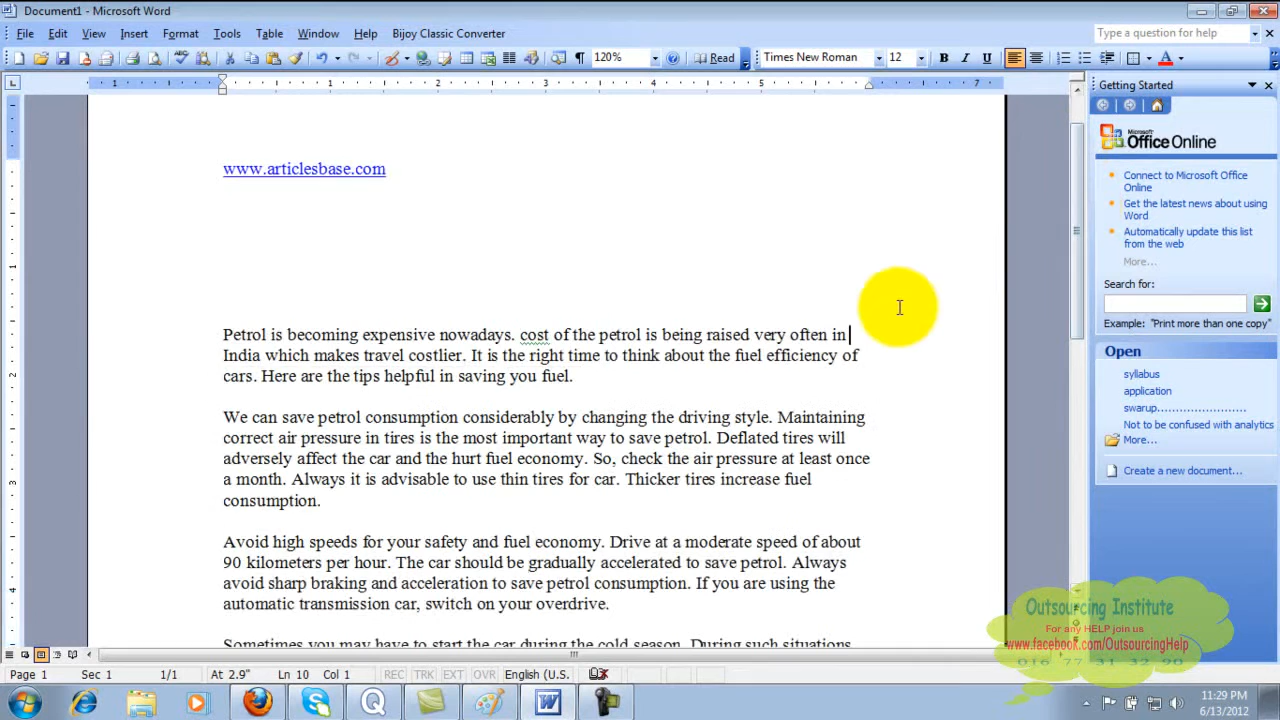 Document1 - Microsoft Word
File Edit View Insert Format Tools Table Window Help Bijoy Classic Converter
Type a question for help
120% Read Times New Roman 12 B I U A
1 1 2 3 4 5 7
Getting Started
Microsoft
Office Online
Connect to Microsoft Office
Online
Get the latest news about using
Word
Automatically update this list
from the web
More...
Search for:
Example: "Print more than one copy"
Open
syllabus
application
swarup..........................
Not to be confused with analytics
More...
Create a new document...
www.articlesbase.com
Petrol is becoming expensive nowadays. cost of the petrol is being raised very often in
India which makes travel costlier. It is the right time to think about the fuel efficiency of
cars. Here are the tips helpful in saving you fuel.
We can save petrol consumption considerably by changing the driving style. Maintaining
correct air pressure in tires is the most important way to save petrol. Deflated tires will
adversely affect the car and the hurt fuel economy. So, check the air pressure at least once
a month. Always it is advisable to use thin tires for car. Thicker tires increase fuel
consumption.
Avoid high speeds for your safety and fuel economy. Drive at a moderate speed of about
90 kilometers per hour. The car should be gradually accelerated to save petrol. Always
avoid sharp braking and acceleration to save petrol consumption. If you are using the
automatic transmission car, switch on your overdrive.
Sometimes you may have to start the car during the cold season. During such situations
Outsourcing Institute
For any HELP join us
www.facebook.com/OutsourcingHelp
016 77 31 32 90
Page 1 Sec 1 1/1 At 2.9" Ln 10 Col 1 REC TRK EXT OVR English (U.S.
11:29 PM
6/13/2012